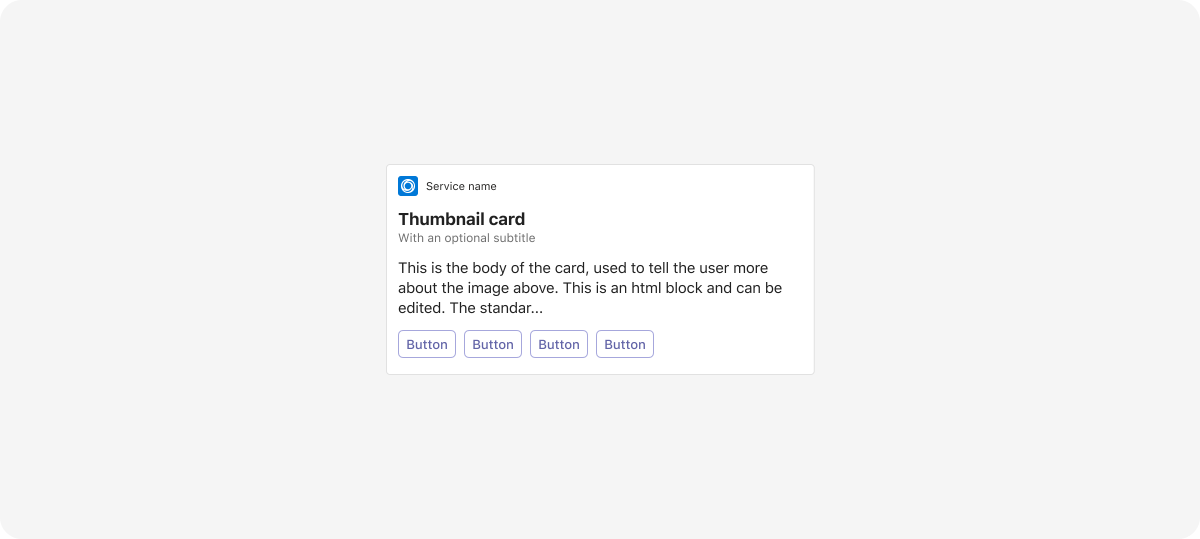 Service name
Thumbnail card
With an optional subtitle
This is the body of the card, used to tell the user more
about the image above. This is an html block and can be
edited. The standar...
Button Button Button Button